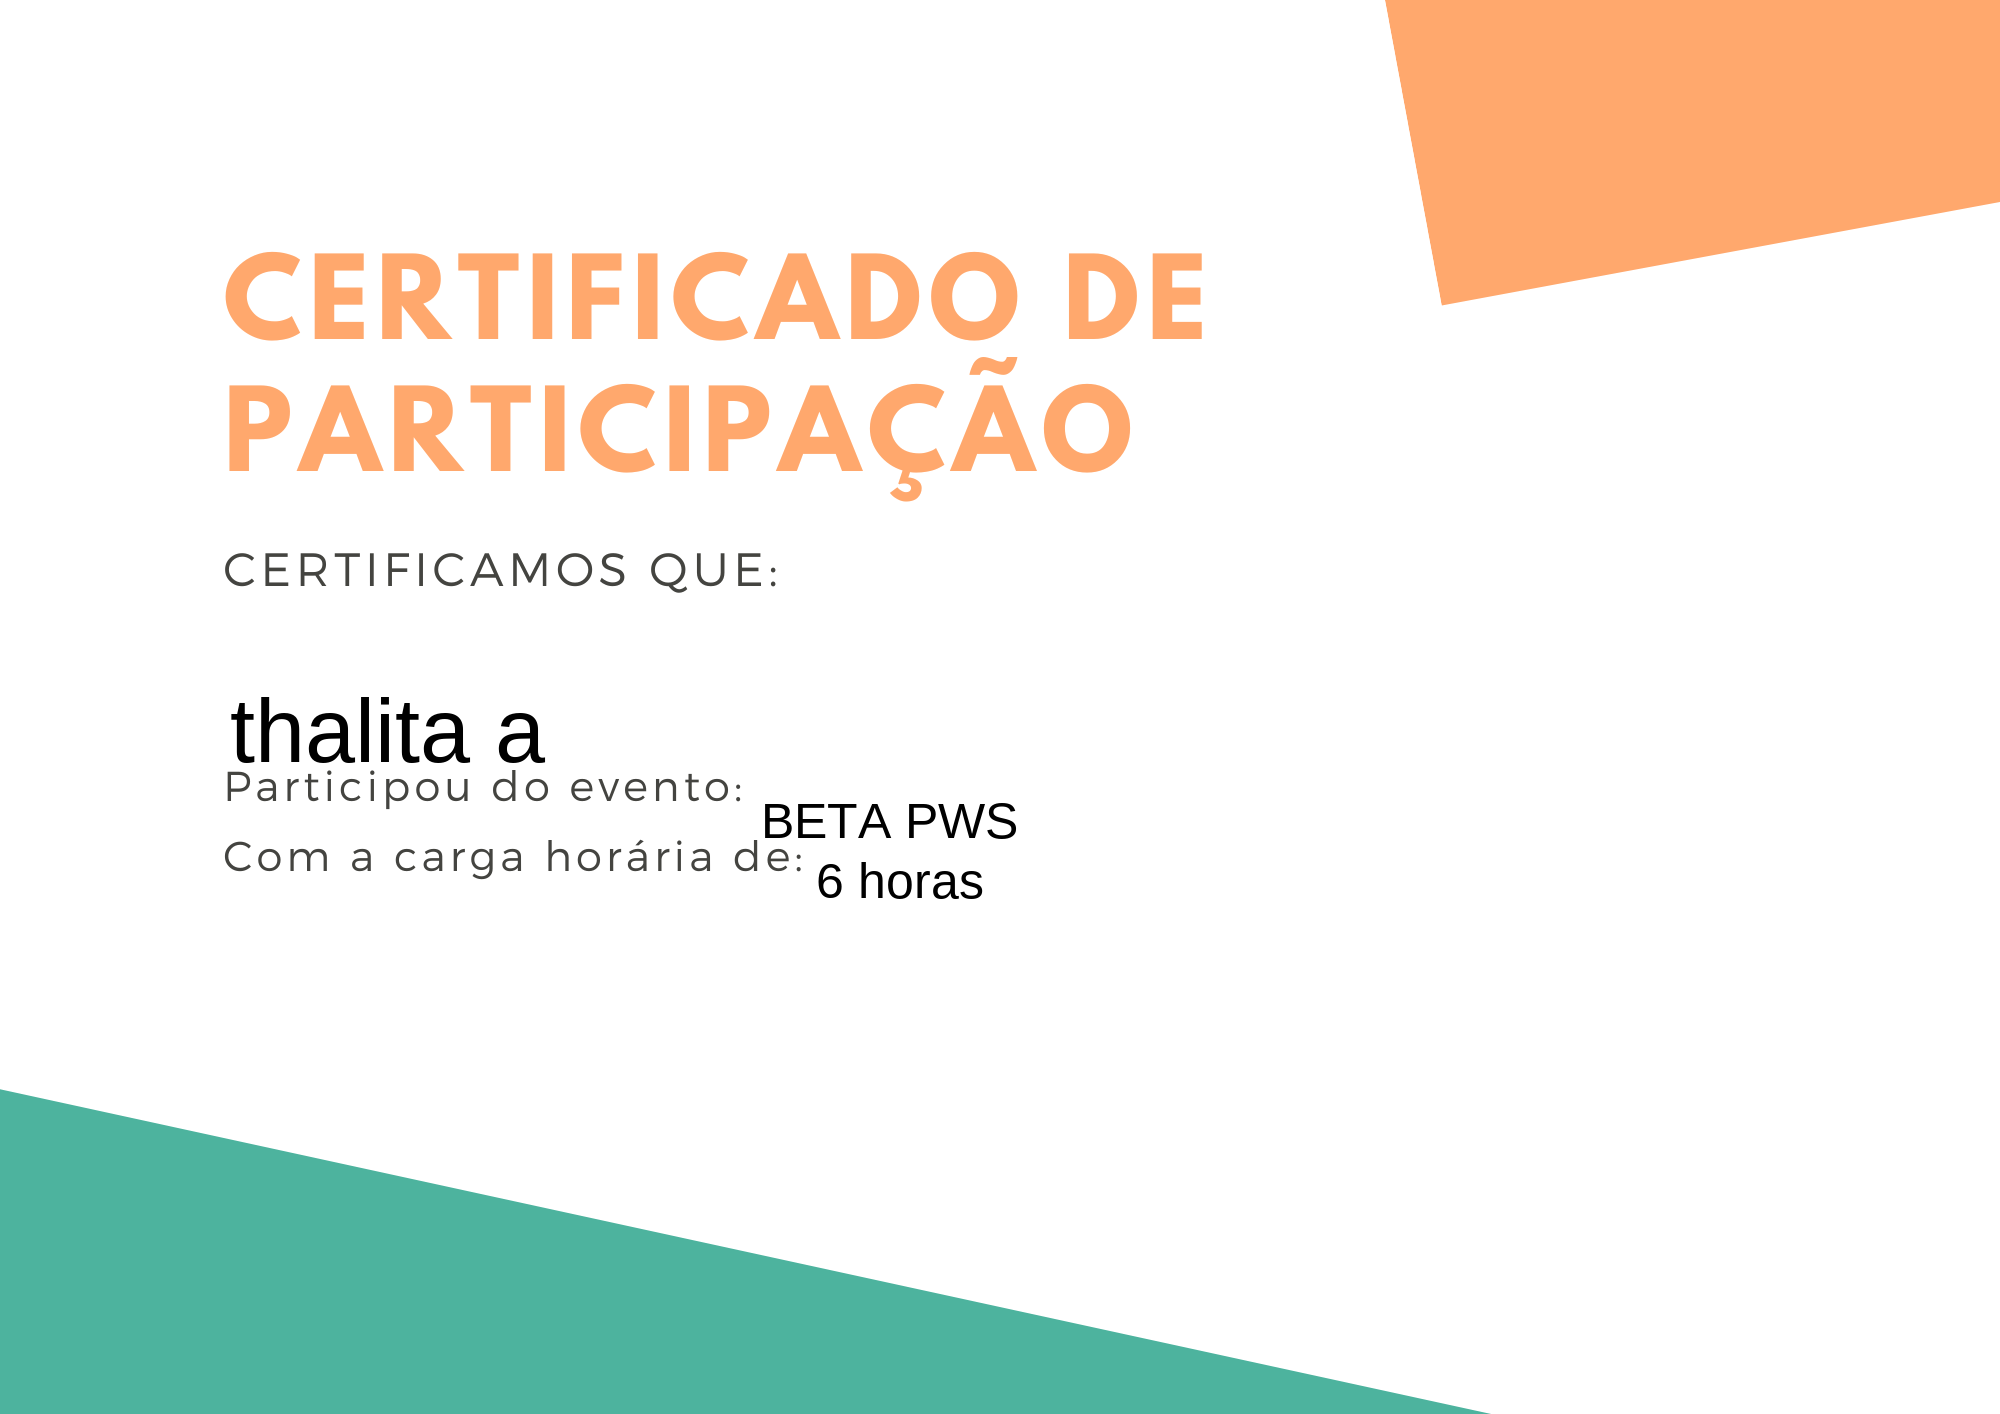 CERTIFICADO DE
PARTICIPAÇÃO
CERTIFICAMOS QUE:
thalita a
Participou do evento:
BETA PWS
Com a carga horária de:
6 horas